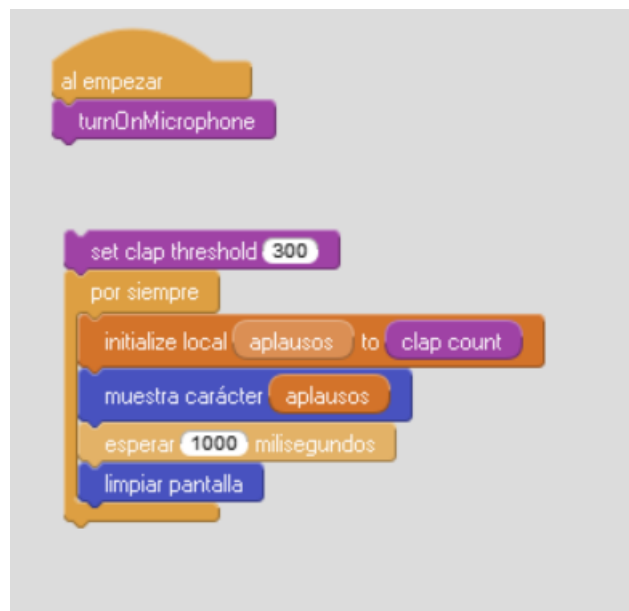 al empezar
turnOnMicrophone
set clap threshold 300
por siempre
initialize local aplausos to clap count
muestra carácter aplausos
esperar 1000 milisegundos
limpiar pantalla